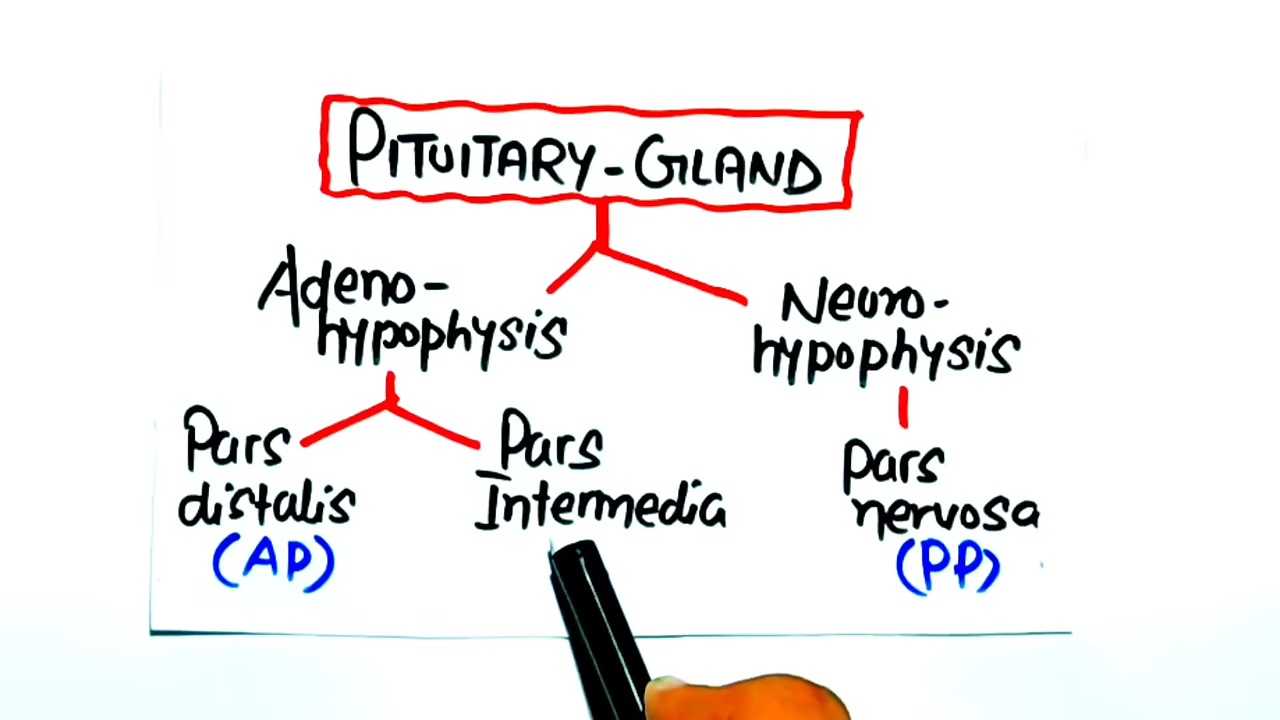 PITUITARY-GLAND
Adeno-
hypophysis
Neuro-
hypophysis
Pars
distalis
(AP)
Pars
Intermedia
Pars
nervosa
(PP)